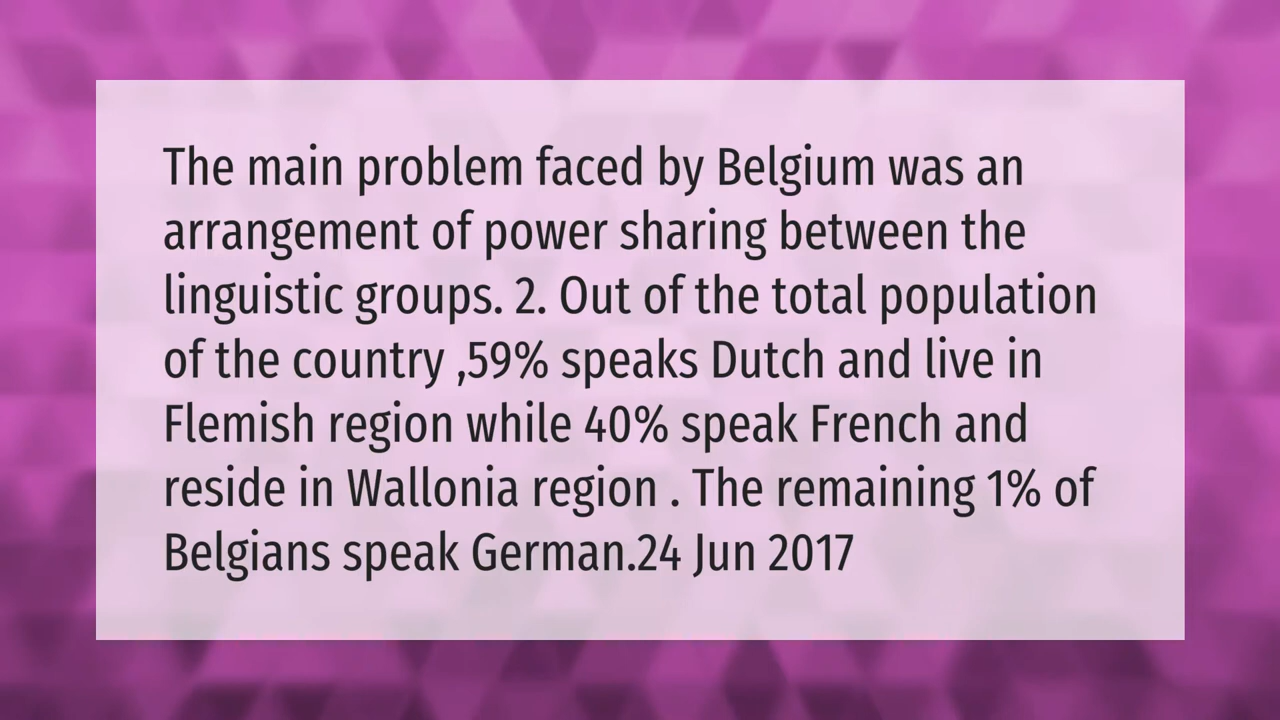 The main problem faced by Belgium was an
arrangement of power sharing between the
linguistic groups. 2. Out of the total population
of the country ,59% speaks Dutch and live in
Flemish region while 40% speak French and
reside in Wallonia region . The remaining 1% of
Belgians speak German.24 Jun 2017